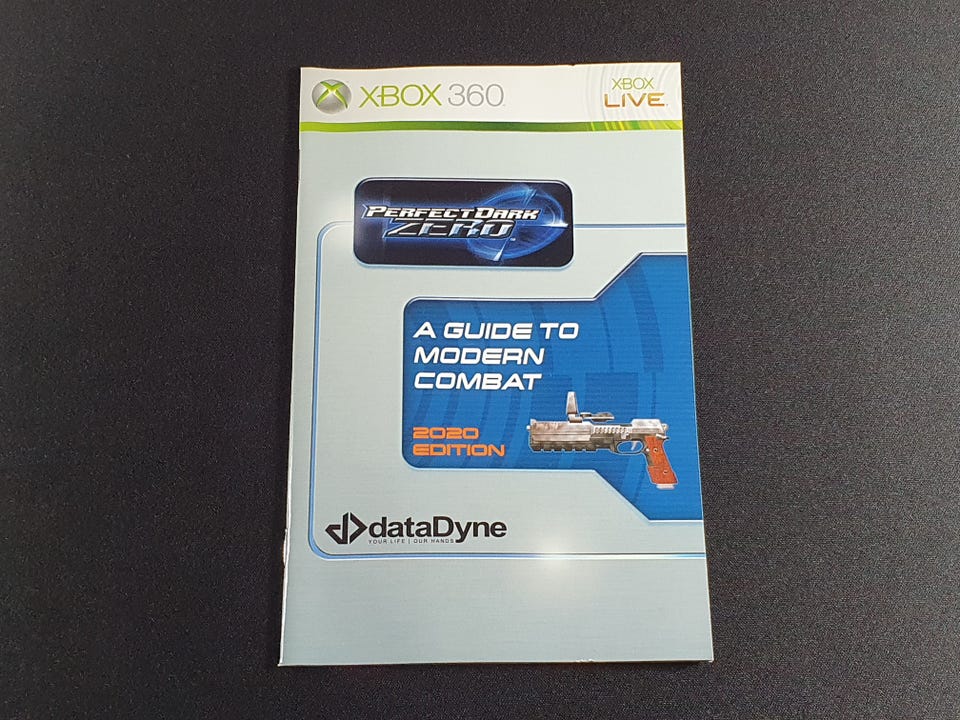 XBOX 360
XBOX
LIVE
PERFECT DARK
ZERO
A GUIDE TO
MODERN
COMBAT
2020
EDITION
dataDyne
YOUR LIFE | OUR HANDS